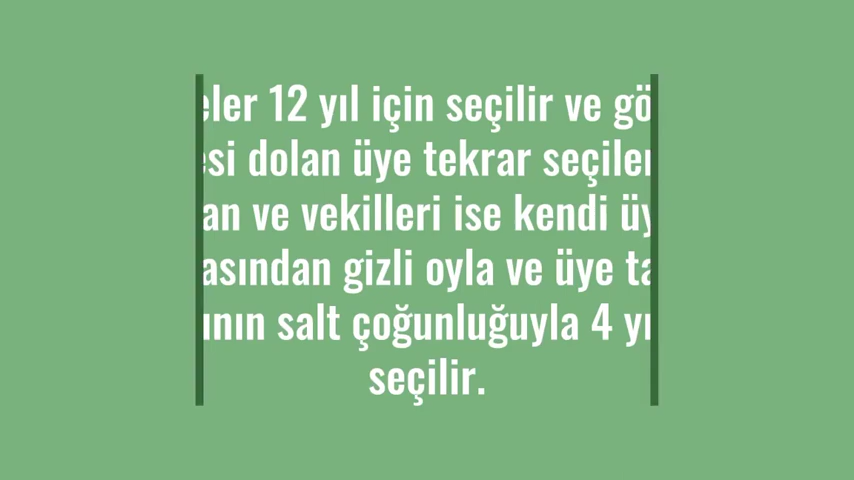 eler 12 yıl için seçilir ve gö
esi dolan üye tekrar seçile
an ve vekilleri ise kendi üy
asından gizli oyla ve üye ta
ının salt çoğunluğuyla 4 yı
seçilir.